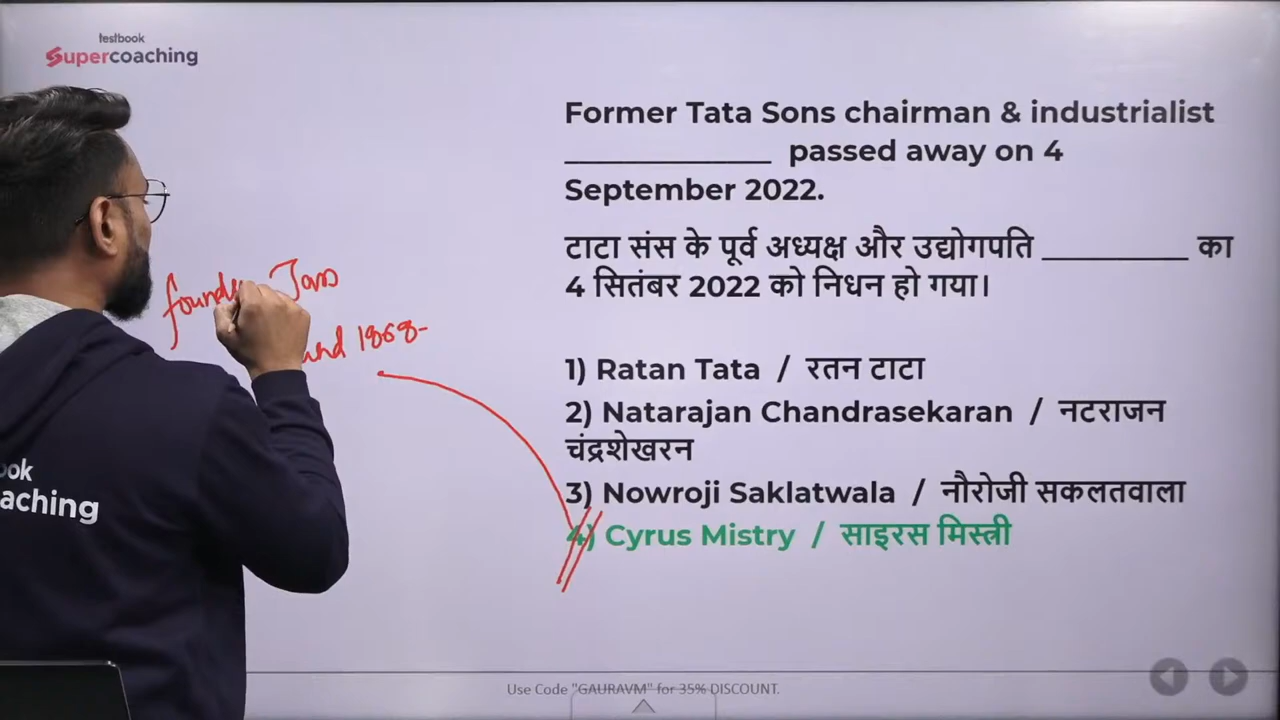 testbook
Supercoaching
Former Tata Sons chairman & industrialist
_____________ passed away on 4
September 2022.
टाटा संस के पूर्व अध्यक्ष और उद्योगपति __________ का
4 सितंबर 2022 को निधन हो गया।
1) Ratan Tata / रतन टाटा
2) Natarajan Chandrasekaran / नटराजन
चंद्रशेखरन
3) Nowroji Saklatwala / नौरोजी सकलतवाला
4) Cyrus Mistry / साइरस मिस्त्री
1868-
ook
aching
Use Code "GAURAVM" for 35% DISCOUNT.